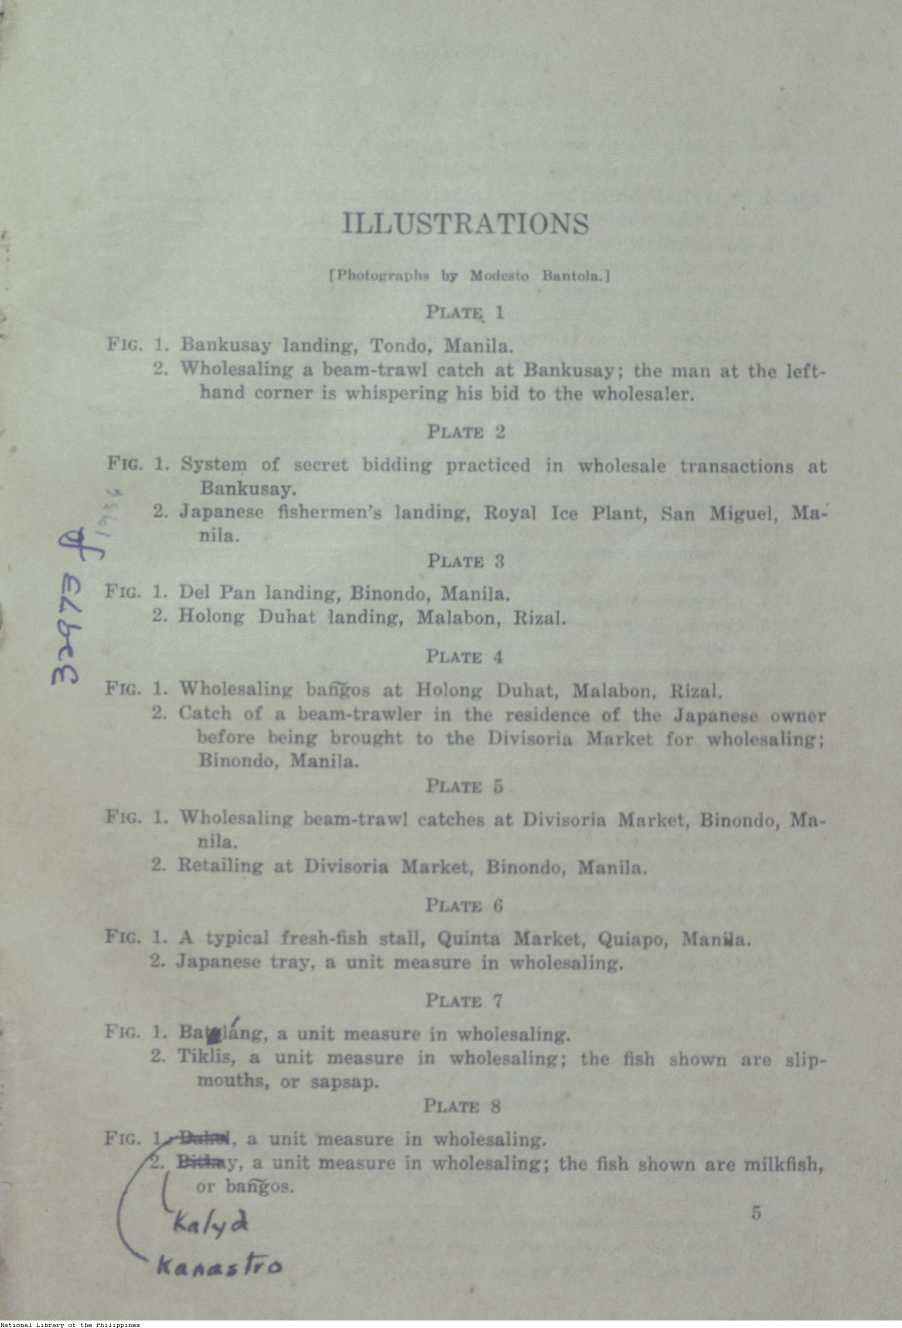 ILLUSTRATIONS
[Photographs by Modesto Bantola.]
PLATE 1
FIG. 1. Bankusay landing, Tondo, Manila.
2. Wholesaling a beam-trawl catch at Bankusay; the man at the left-
hand corner is whispering his bid to the wholesaler.
PLATE 2
FIG. 1. System of secret bidding practiced in wholesale transactions at
Bankusay.
2. Japanese fishermen's landing, Royal Ice Plant, San Miguel, Ma-
nila.
PLATE 3
FIG. 1. Del Pan landing, Binondo, Manila.
2. Holong Duhat landing, Malabon, Rizal.
PLATE 4
FIG. 1. Wholesaling bañgos at Holong Duhat, Malabon, Rizal.
2. Catch of a beam-trawler in the residence of the Japanese owner
before being brought to the Divisoria Market for wholesaling;
Binondo, Manila.
PLATE 5
FIG. 1. Wholesaling beam-trawl catches at Divisoria Market, Binondo, Ma-
nila.
2. Retailing at Divisoria Market, Binondo, Manila.
PLATE 6
FIG. 1. A typical fresh-fish stall, Quinta Market, Quiapo, Manila.
2. Japanese tray, a unit measure in wholesaling.
PLATE 7
FIG. 1. , a unit measure in wholesaling.
2. Tiklis, a unit measure in wholesaling; the fish shown are slip-
mouths, or sapsap.
PLATE 8
FIG. 1. , a unit measure in wholesaling.
2. , a unit measure in wholesaling; the fish shown are milkfish,
or bañgos.
Kalyd
Kanastro
5
32973
National Library of the Philippines